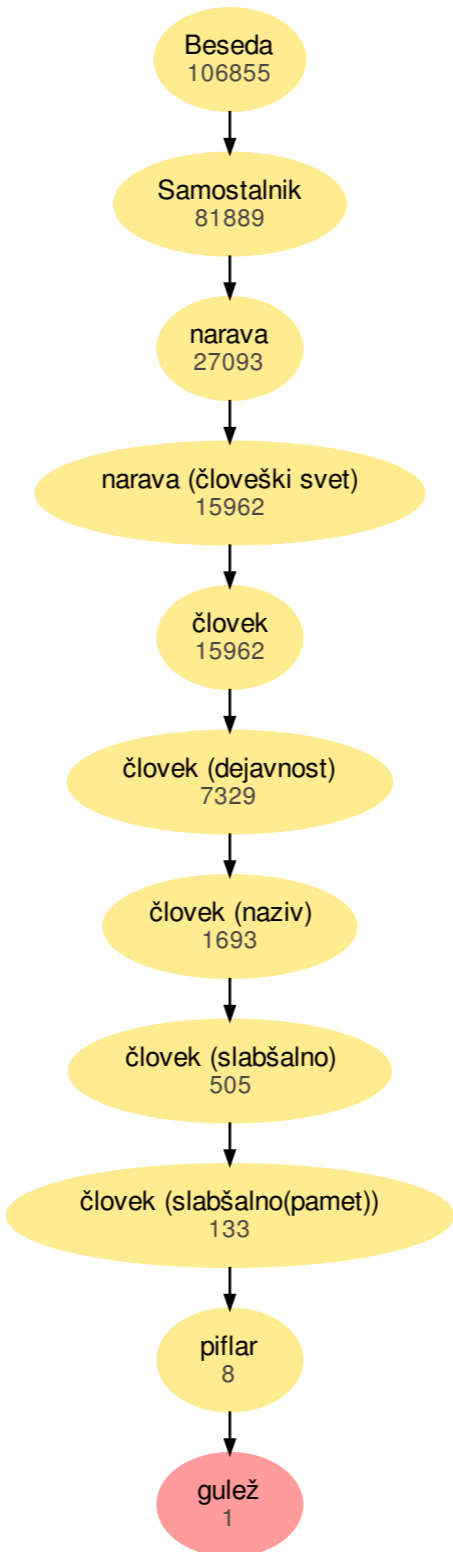 Beseda
106855
Samostalnik
81889
narava
27093
narava (človeški svet)
15962
človek
15962
človek (dejavnost)
7329
človek (naziv)
1693
človek (slabšalno)
505
človek (slabšalno(pamet))
133
piflar
8
gulež
1